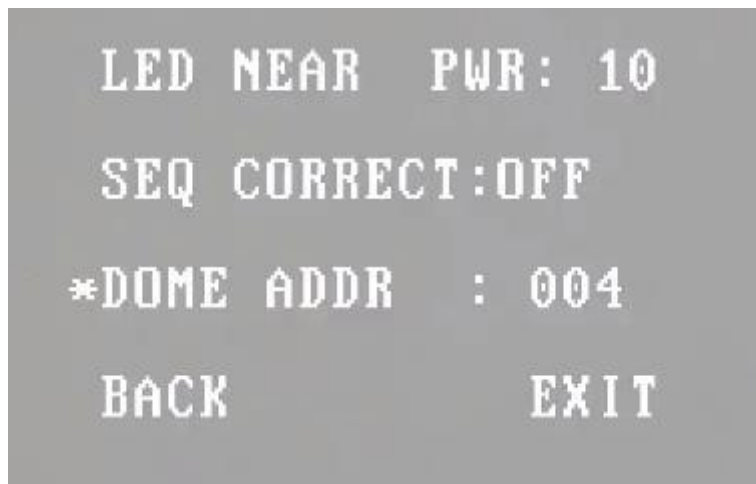 LED NEAR PWR: 10
SEQ CORRECT:OFF
*DOME ADDR : 004
BACK EXIT